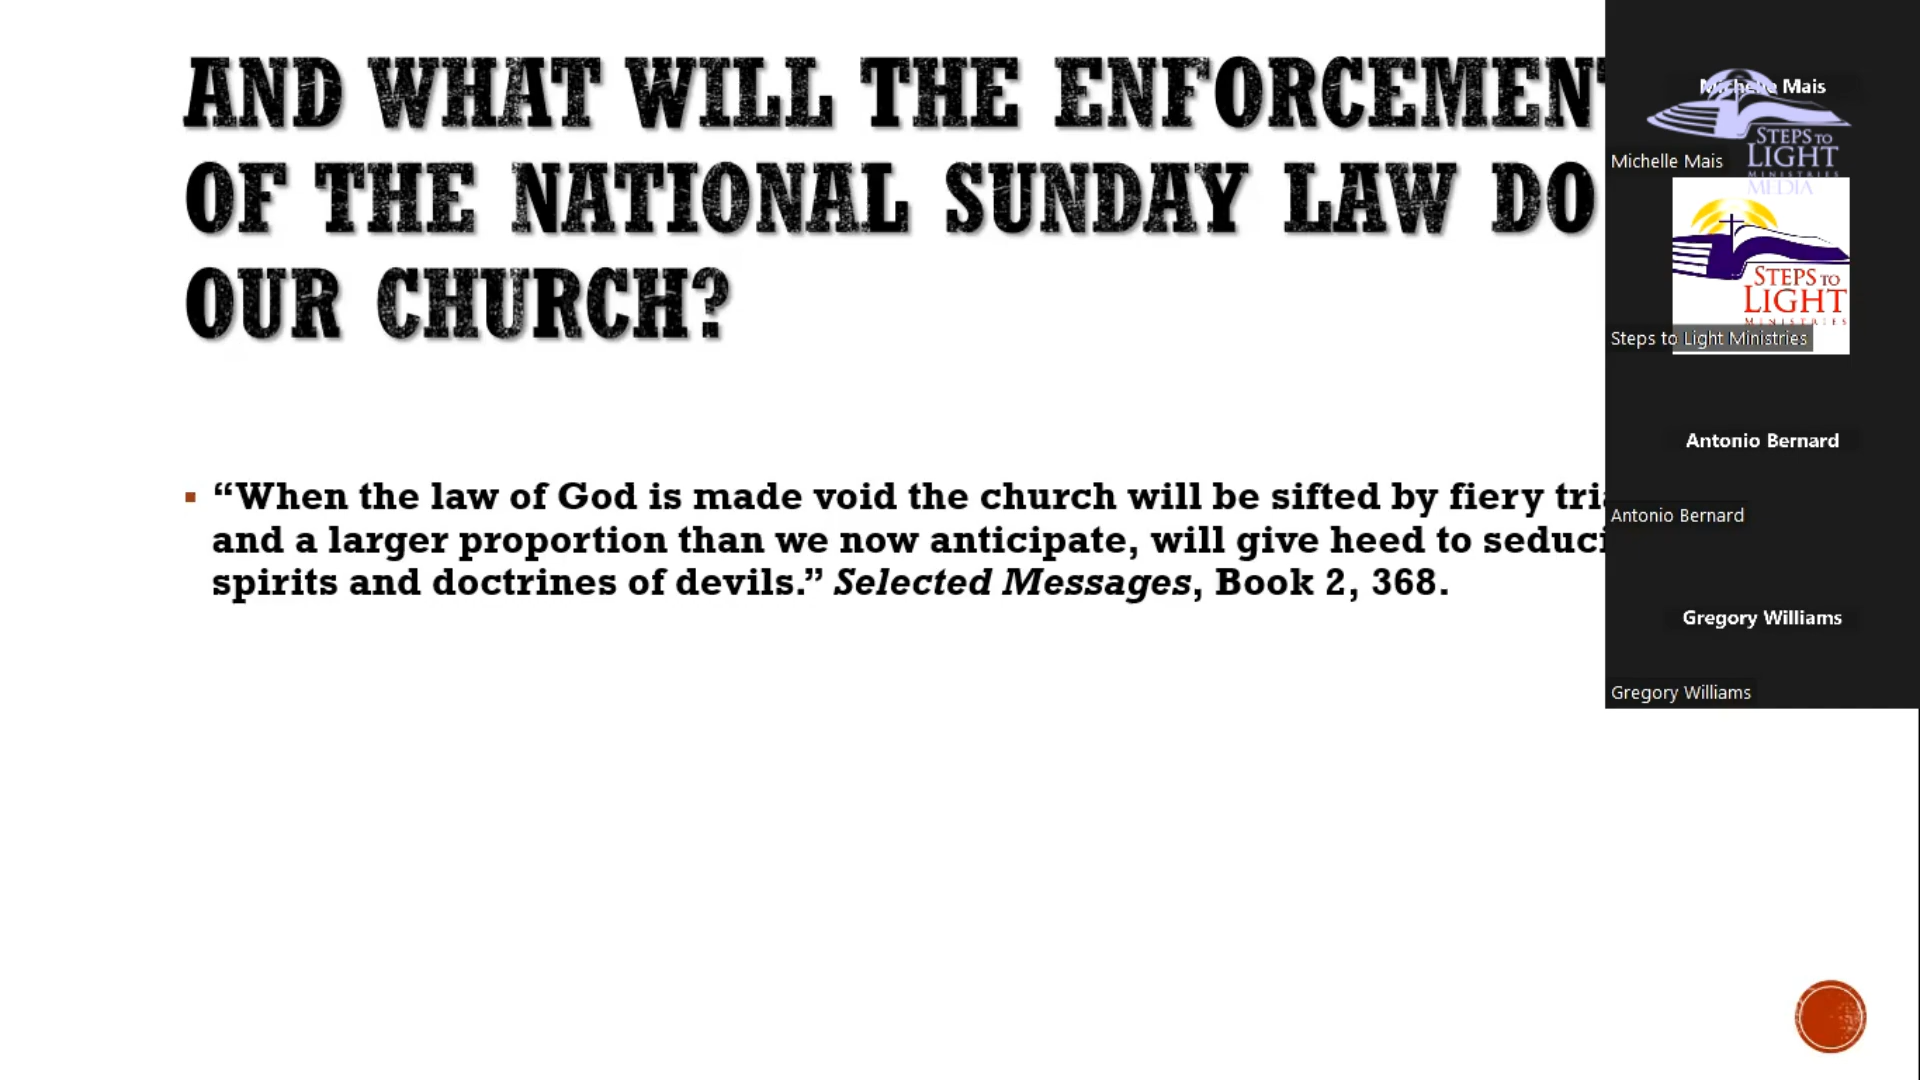 AND WHAT WILL THE ENFORCEMENT
OF THE NATIONAL SUNDAY LAW DO
OUR CHURCH?
“When the law of God is made void the church will be sifted by fiery
and a larger proportion than we now anticipate, will give heed to
spirits and doctrines of devils.” Selected Messages, Book 2, 368.
Michelle Mais
STEPS TO
LIGHT
MINISTRIES
MEDIA
Michelle Mais
STEPS TO
LIGHT
MINISTRIES
Steps to Light Ministries
Antonio Bernard
Antonio Bernard
Gregory Williams
Gregory Williams